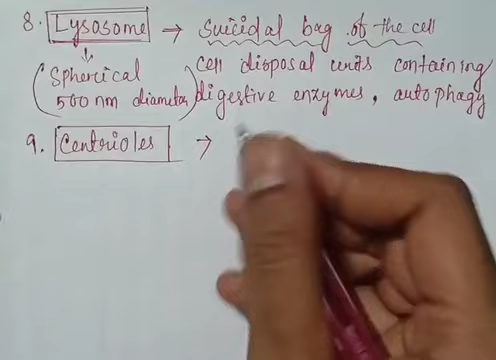 8. Lysosome → Suicidal bag of the cell
(Spherical cell disposal units containing
500 nm diameter) digestive enzymes, autophagy
9. Centrioles →